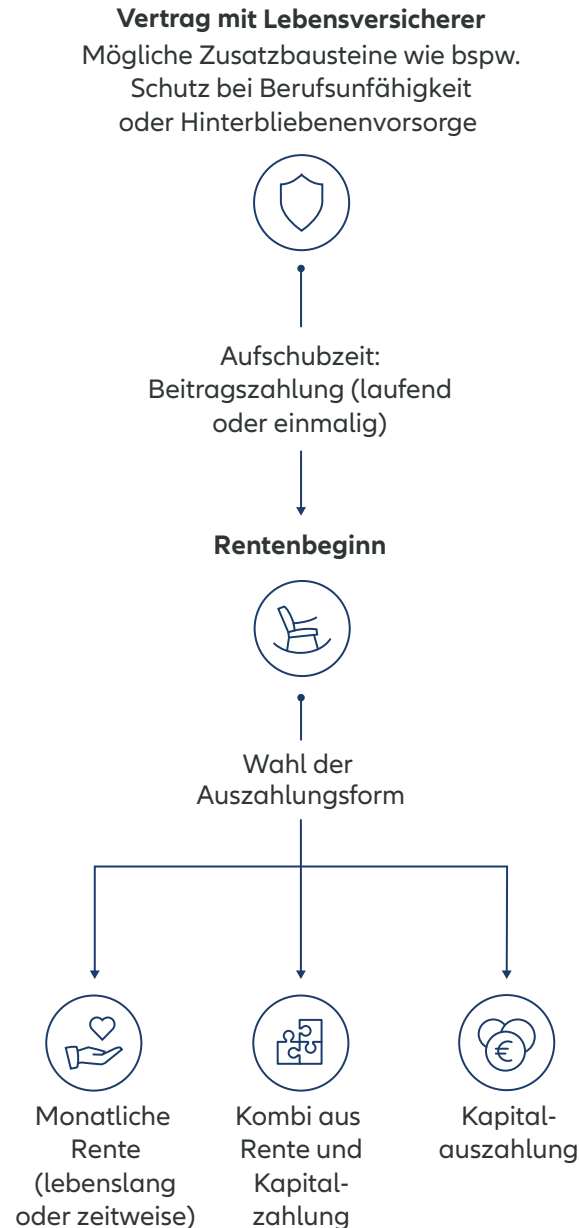 Vertrag mit Lebensversicherer
Mögliche Zusatzbausteine wie bspw.
Schutz bei Berufsunfähigkeit
oder Hinterbliebenenvorsorge
Aufschubzeit:
Beitragszahlung (laufend
oder einmalig)
Rentenbeginn
Wahl der
Auszahlungsform
Monatliche
Rente
(lebenslang
oder zeitweise)
Kombi aus
Rente und
Kapital-
zahlung
€
Kapital-
auszahlung